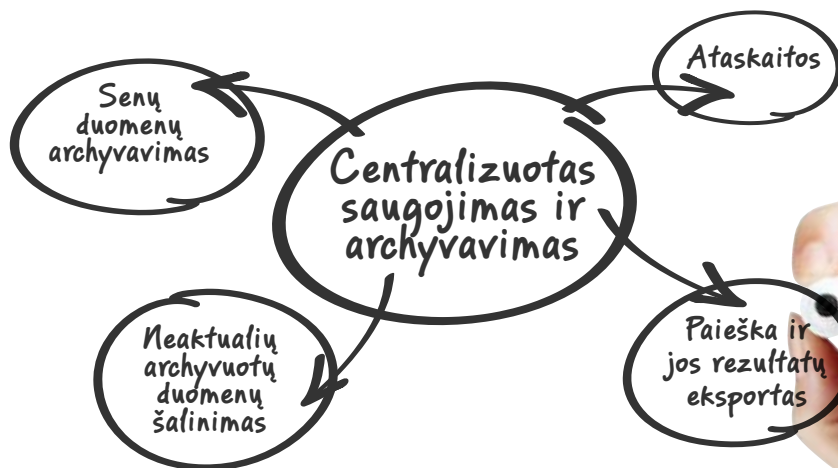 Ataskaitos
Senų
duomenų
archyvavimas
Centralizuotas
saugojimas ir
archyvavimas
Neaktualių
archyvuotų
duomenų
šalinimas
Paieška ir
jos rezultatų
eksportas